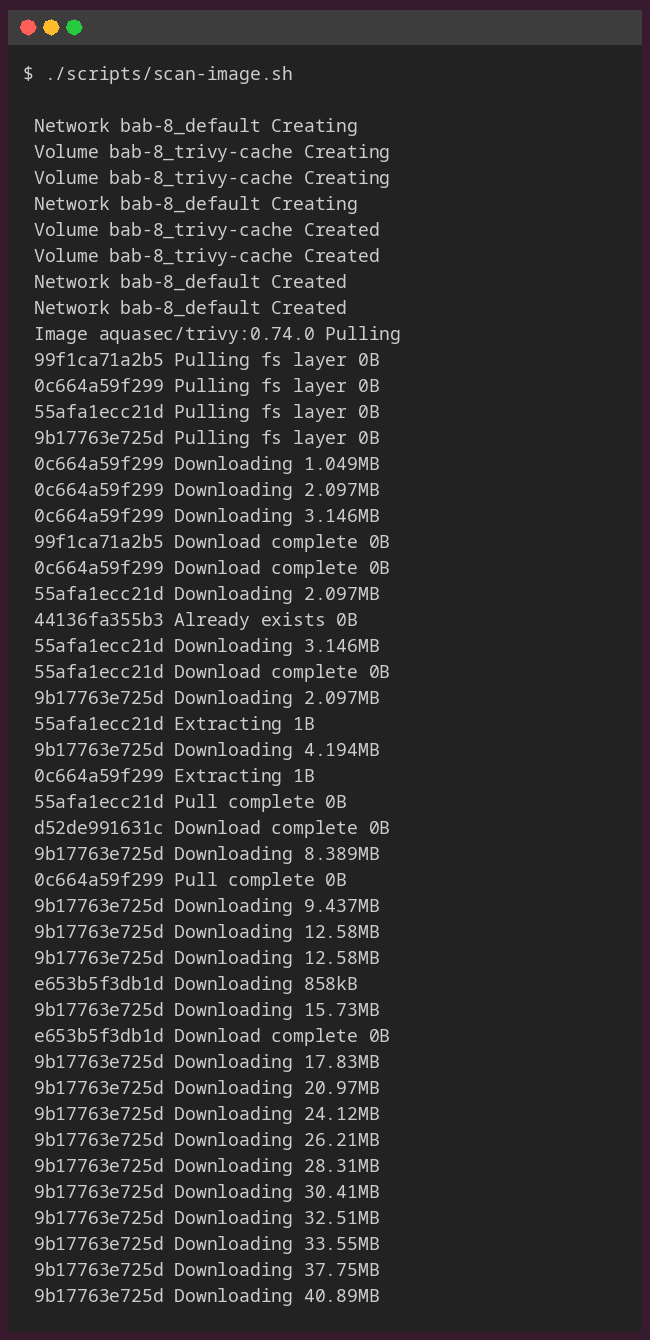 $ ./scripts/scan-image.sh
Network bab-8_default Creating
Volume bab-8_trivy-cache Creating
Volume bab-8_trivy-cache Creating
Network bab-8_default Creating
Volume bab-8_trivy-cache Created
Volume bab-8_trivy-cache Created
Network bab-8_default Created
Network bab-8_default Created
Image aquasec/trivy:0.74.0 Pulling
99f1ca71a2b5 Pulling fs layer 0B
0c664a59f299 Pulling fs layer 0B
55afa1ecc21d Pulling fs layer 0B
9b17763e725d Pulling fs layer 0B
0c664a59f299 Downloading 1.049MB
0c664a59f299 Downloading 2.097MB
0c664a59f299 Downloading 3.146MB
99f1ca71a2b5 Download complete 0B
0c664a59f299 Download complete 0B
55afa1ecc21d Downloading 2.097MB
44136fa355b3 Already exists 0B
55afa1ecc21d Downloading 3.146MB
55afa1ecc21d Download complete 0B
9b17763e725d Downloading 2.097MB
55afa1ecc21d Extracting 1B
9b17763e725d Downloading 4.194MB
0c664a59f299 Extracting 1B
55afa1ecc21d Pull complete 0B
d52de991631c Download complete 0B
9b17763e725d Downloading 8.389MB
0c664a59f299 Pull complete 0B
9b17763e725d Downloading 9.437MB
9b17763e725d Downloading 12.58MB
9b17763e725d Downloading 12.58MB
e653b5f3db1d Downloading 858kB
9b17763e725d Downloading 15.73MB
e653b5f3db1d Download complete 0B
9b17763e725d Downloading 17.83MB
9b17763e725d Downloading 20.97MB
9b17763e725d Downloading 24.12MB
9b17763e725d Downloading 26.21MB
9b17763e725d Downloading 28.31MB
9b17763e725d Downloading 30.41MB
9b17763e725d Downloading 32.51MB
9b17763e725d Downloading 33.55MB
9b17763e725d Downloading 37.75MB
9b17763e725d Downloading 40.89MB